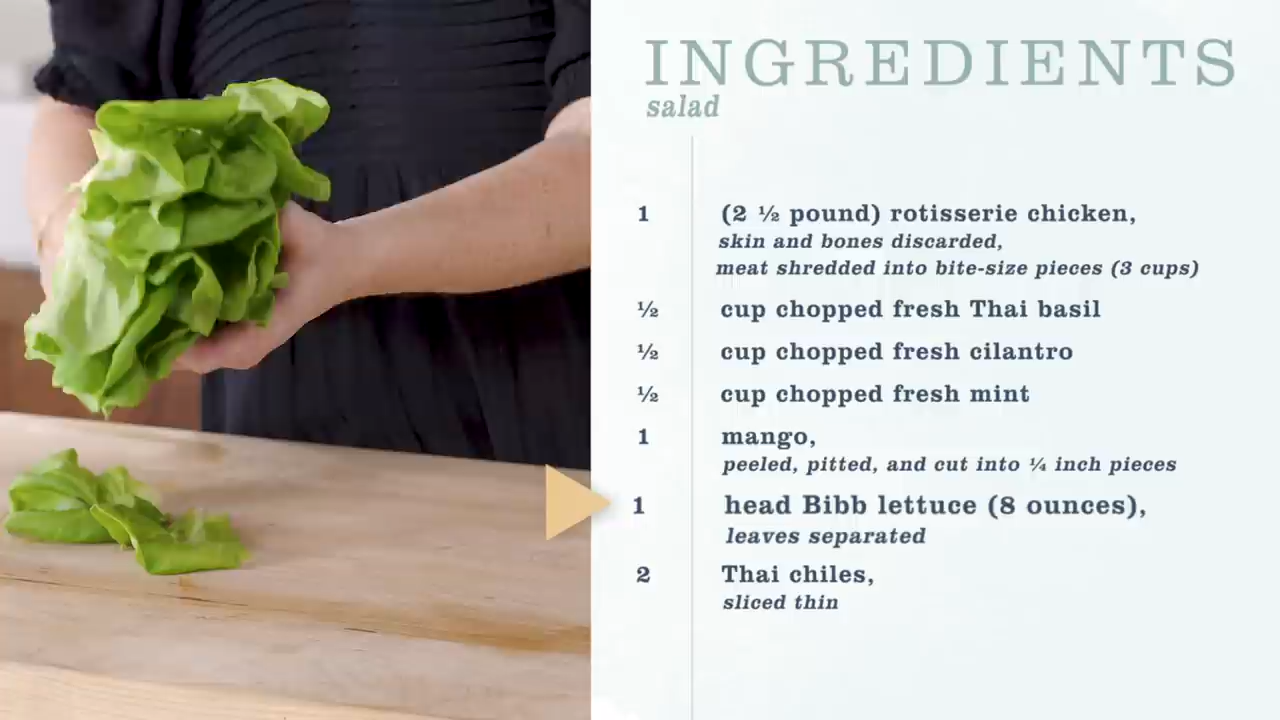 INGREDIENTS
salad
1 (2 ½ pound) rotisserie chicken,
skin and bones discarded,
meat shredded into bite-size pieces (3 cups)
½ cup chopped fresh Thai basil
½ cup chopped fresh cilantro
½ cup chopped fresh mint
1 mango,
peeled, pitted, and cut into ¼ inch pieces
1 head Bibb lettuce (8 ounces),
leaves separated
2 Thai chiles,
sliced thin